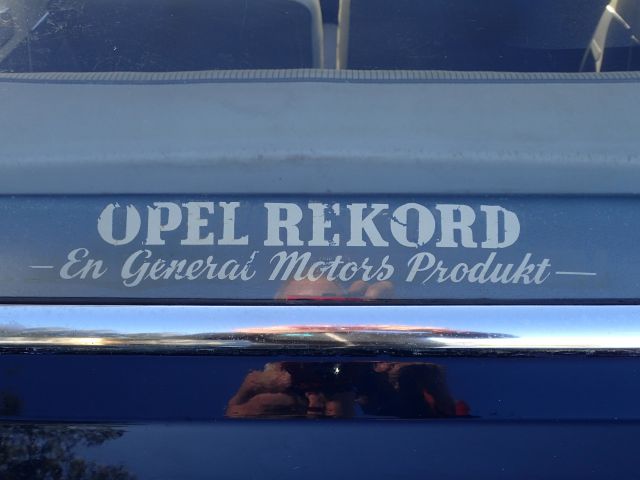 OPEL REKORD
— En General Motors Produkt —